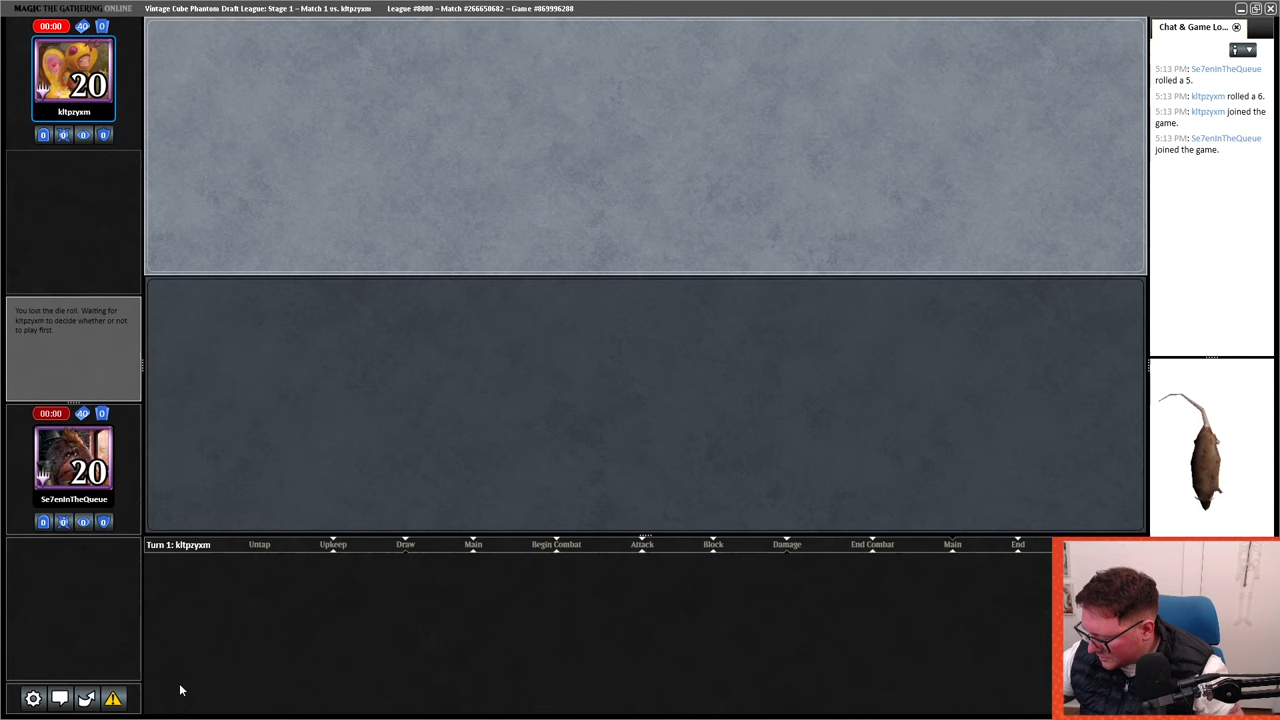 MAGIC THE GATHERING ONLINE
Vintage Cube Phantom Draft League: Stage 1 – Match 1 vs. kltpzyxm
League #8000 – Match #266650682 – Game #869996288
00:00 40 0
20
kltpzyxm
0 0 0 0
You lost the die roll. Waiting for
kltpzyxm to decide whether or not
to play first.
00:00 40 0
20
Se7enInTheQueue
0 0 0 0
Turn 1: kltpzyxm Untap Upkeep Draw Main Begin Combat Attack Block Damage End Combat Main End
Chat & Game Lo...
5:13 PM: Se7enInTheQueue
rolled a 5.
5:13 PM: kltpzyxm rolled a 6.
5:13 PM: kltpzyxm joined the
game.
5:13 PM: Se7enInTheQueue
joined the game.